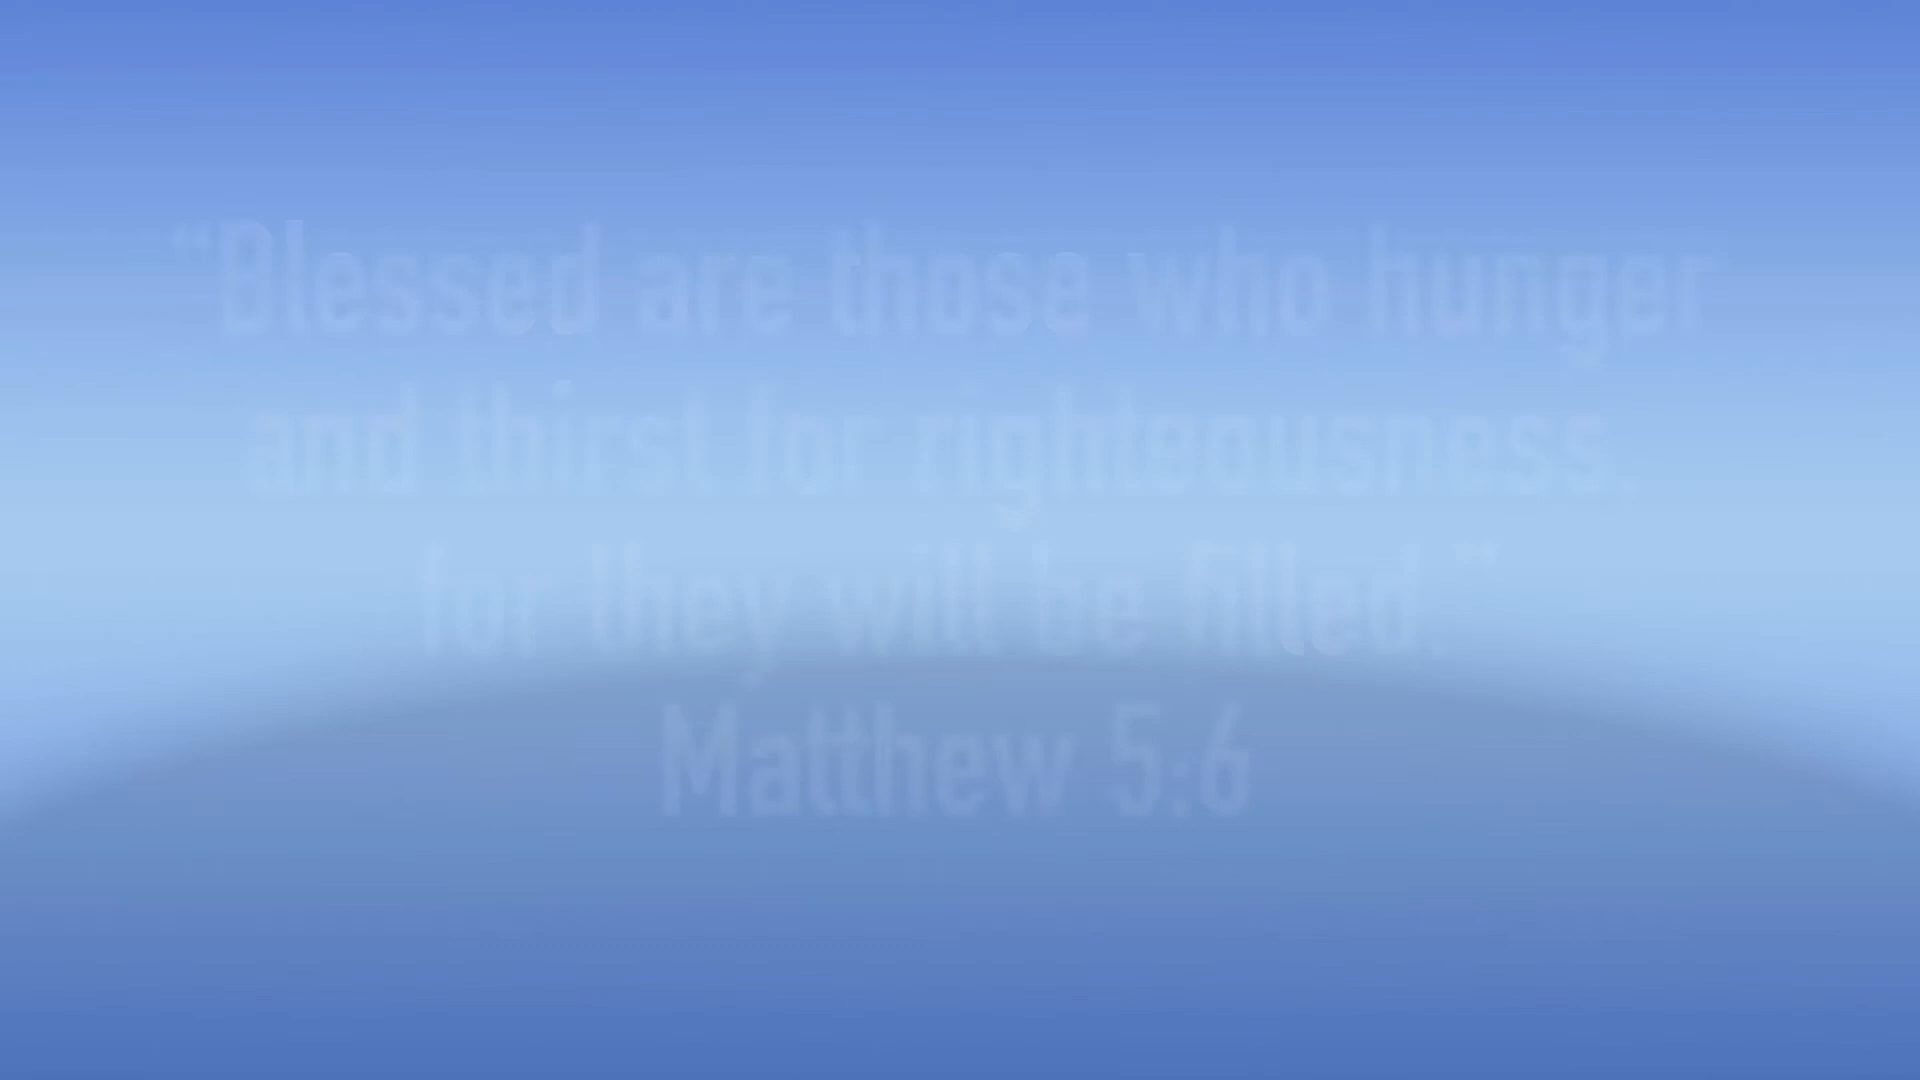 “Blessed are those who hunger
and thirst for righteousness,
for they will be filled.”
Matthew 5:6